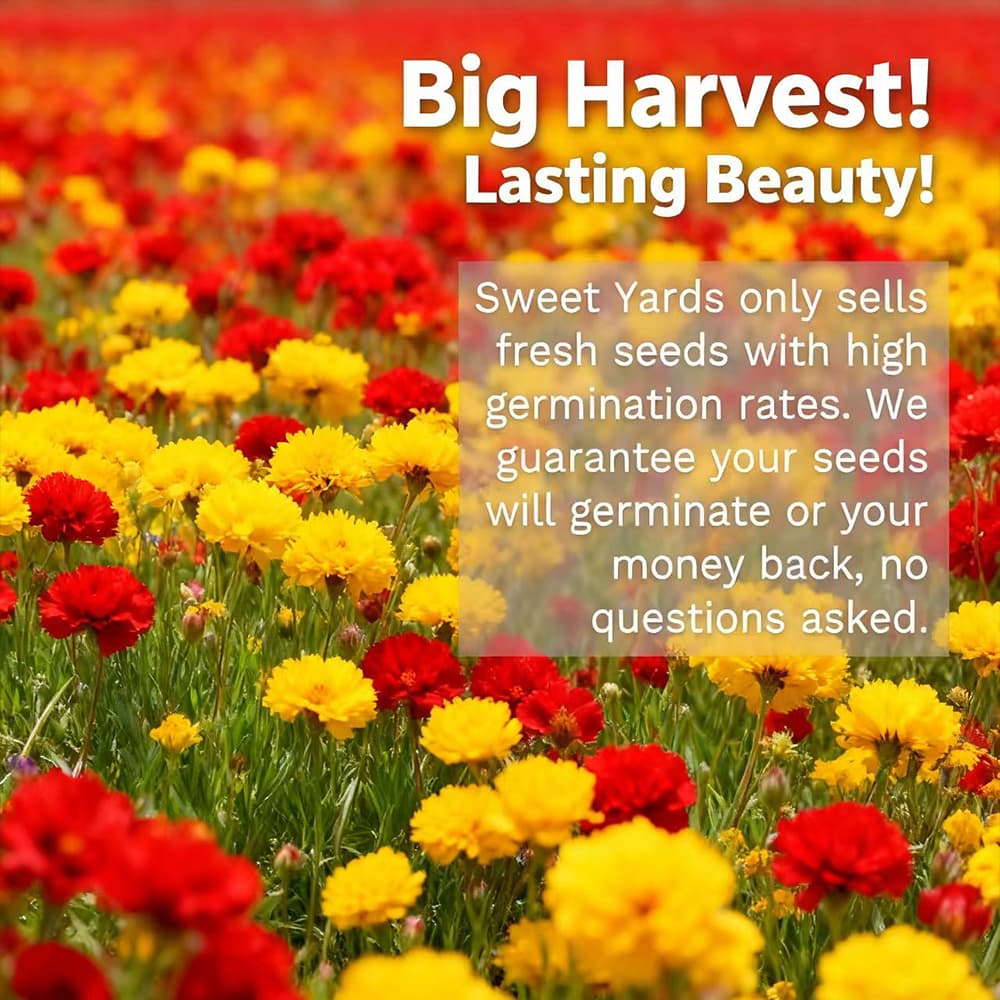 Big Harvest!
Lasting Beauty!
Sweet Yards only sells
fresh seeds with high
germination rates. We
guarantee your seeds
will germinate or your
money back, no
questions asked.